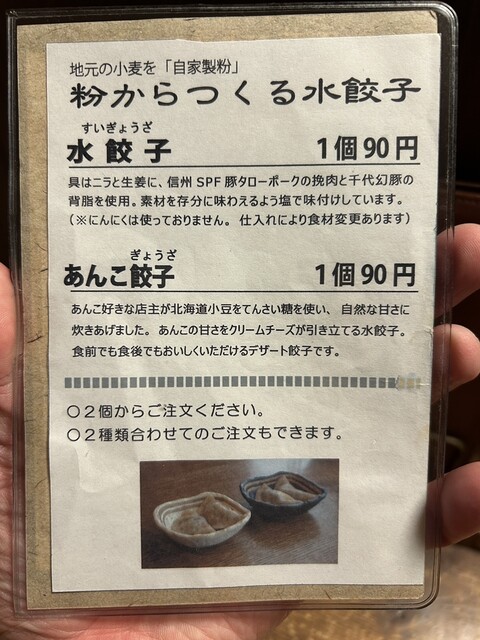 地元の小麦を「自家製粉」
粉からつくる水餃子
すいぎょうざ
水餃子 1個90円
具はニラと生姜に、信州SPF豚タローポークの挽肉と千代幻豚の
背脂を使用。素材を存分に味わえるよう塩で味付けしています。
（※にんにくは使っておりません。仕入れにより食材変更あります）
ぎょうざ
あんこ餃子 1個90円
あんこ好きな店主が北海道小豆をてんさい糖を使い、自然な甘さに
炊きあげました。あんこの甘さをクリームチーズが引き立てる水餃子。
食前でも食後でもおいしくいただけるデザート餃子です。
○2個からご注文ください。
○2種類合わせてのご注文もできます。